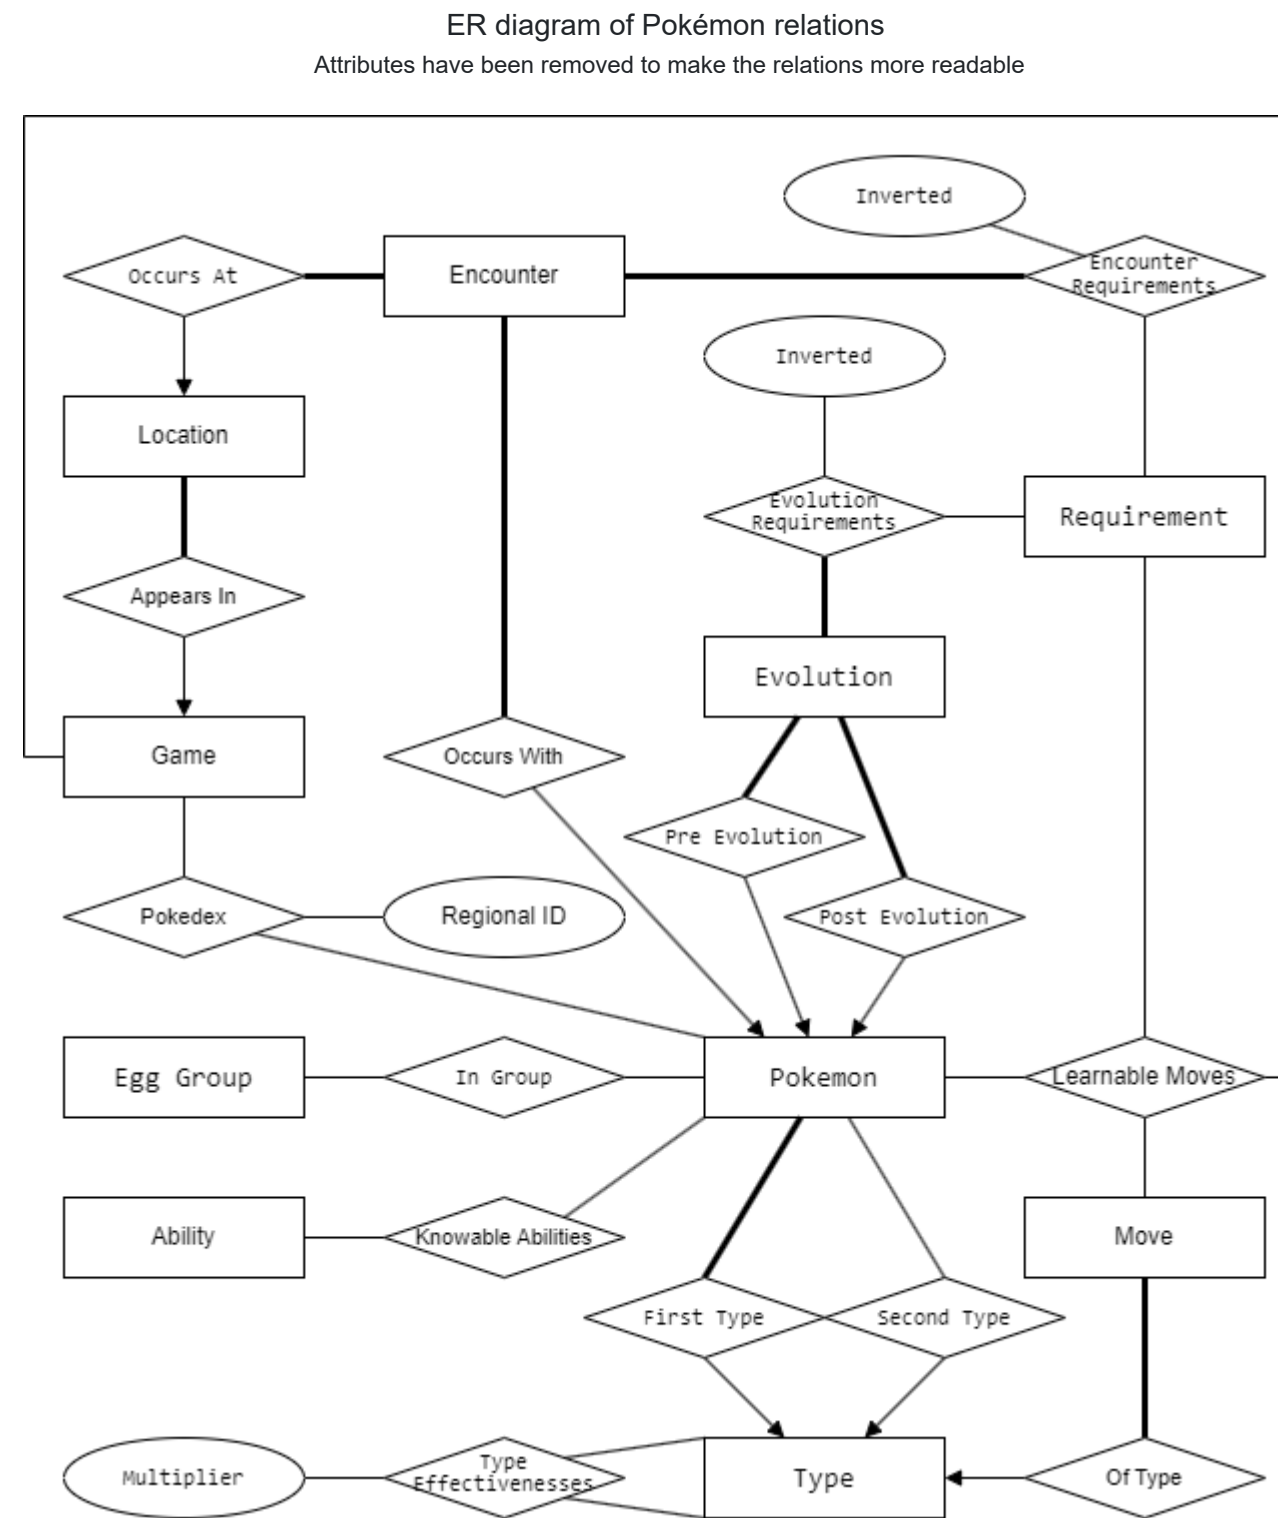 ER diagram of Pokémon relations
Attributes have been removed to make the relations more readable
Inverted
Occurs At
Encounter
Encounter
Requirements
Inverted
Location
Evolution
Requirements
Requirement
Appears In
Evolution
Game
Occurs With
Pre Evolution
Pokedex
Regional ID
Post Evolution
Egg Group
In Group
Pokemon
Learnable Moves
Ability
Knowable Abilities
Move
First Type
Second Type
Multiplier
Type
Effectivenesses
Type
Of Type